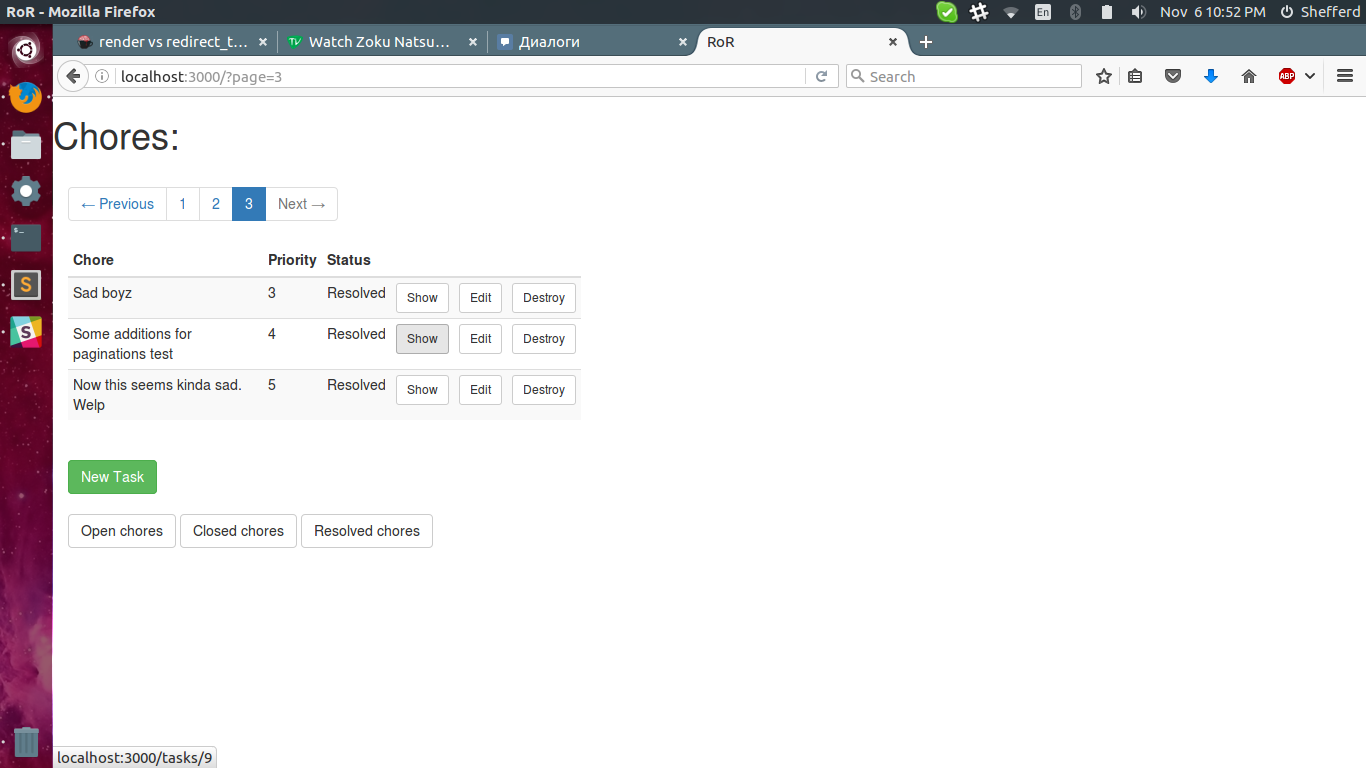 RoR - Mozilla Firefox
En
Nov 6 10:52 PM
Shefferd
render vs redirect_t...
TV
Watch Zoku Natsu...
Диалоги
RoR
localhost:3000/?page=3
Search
ABP
Chores:
← Previous 1 2 3 Next →
Chore Priority Status
Sad boyz 3 Resolved Show Edit Destroy
Some additions for 4 Resolved Show Edit Destroy
paginations test
Now this seems kinda sad. 5 Resolved Show Edit Destroy
Welp
New Task
Open chores Closed chores Resolved chores
localhost:3000/tasks/9